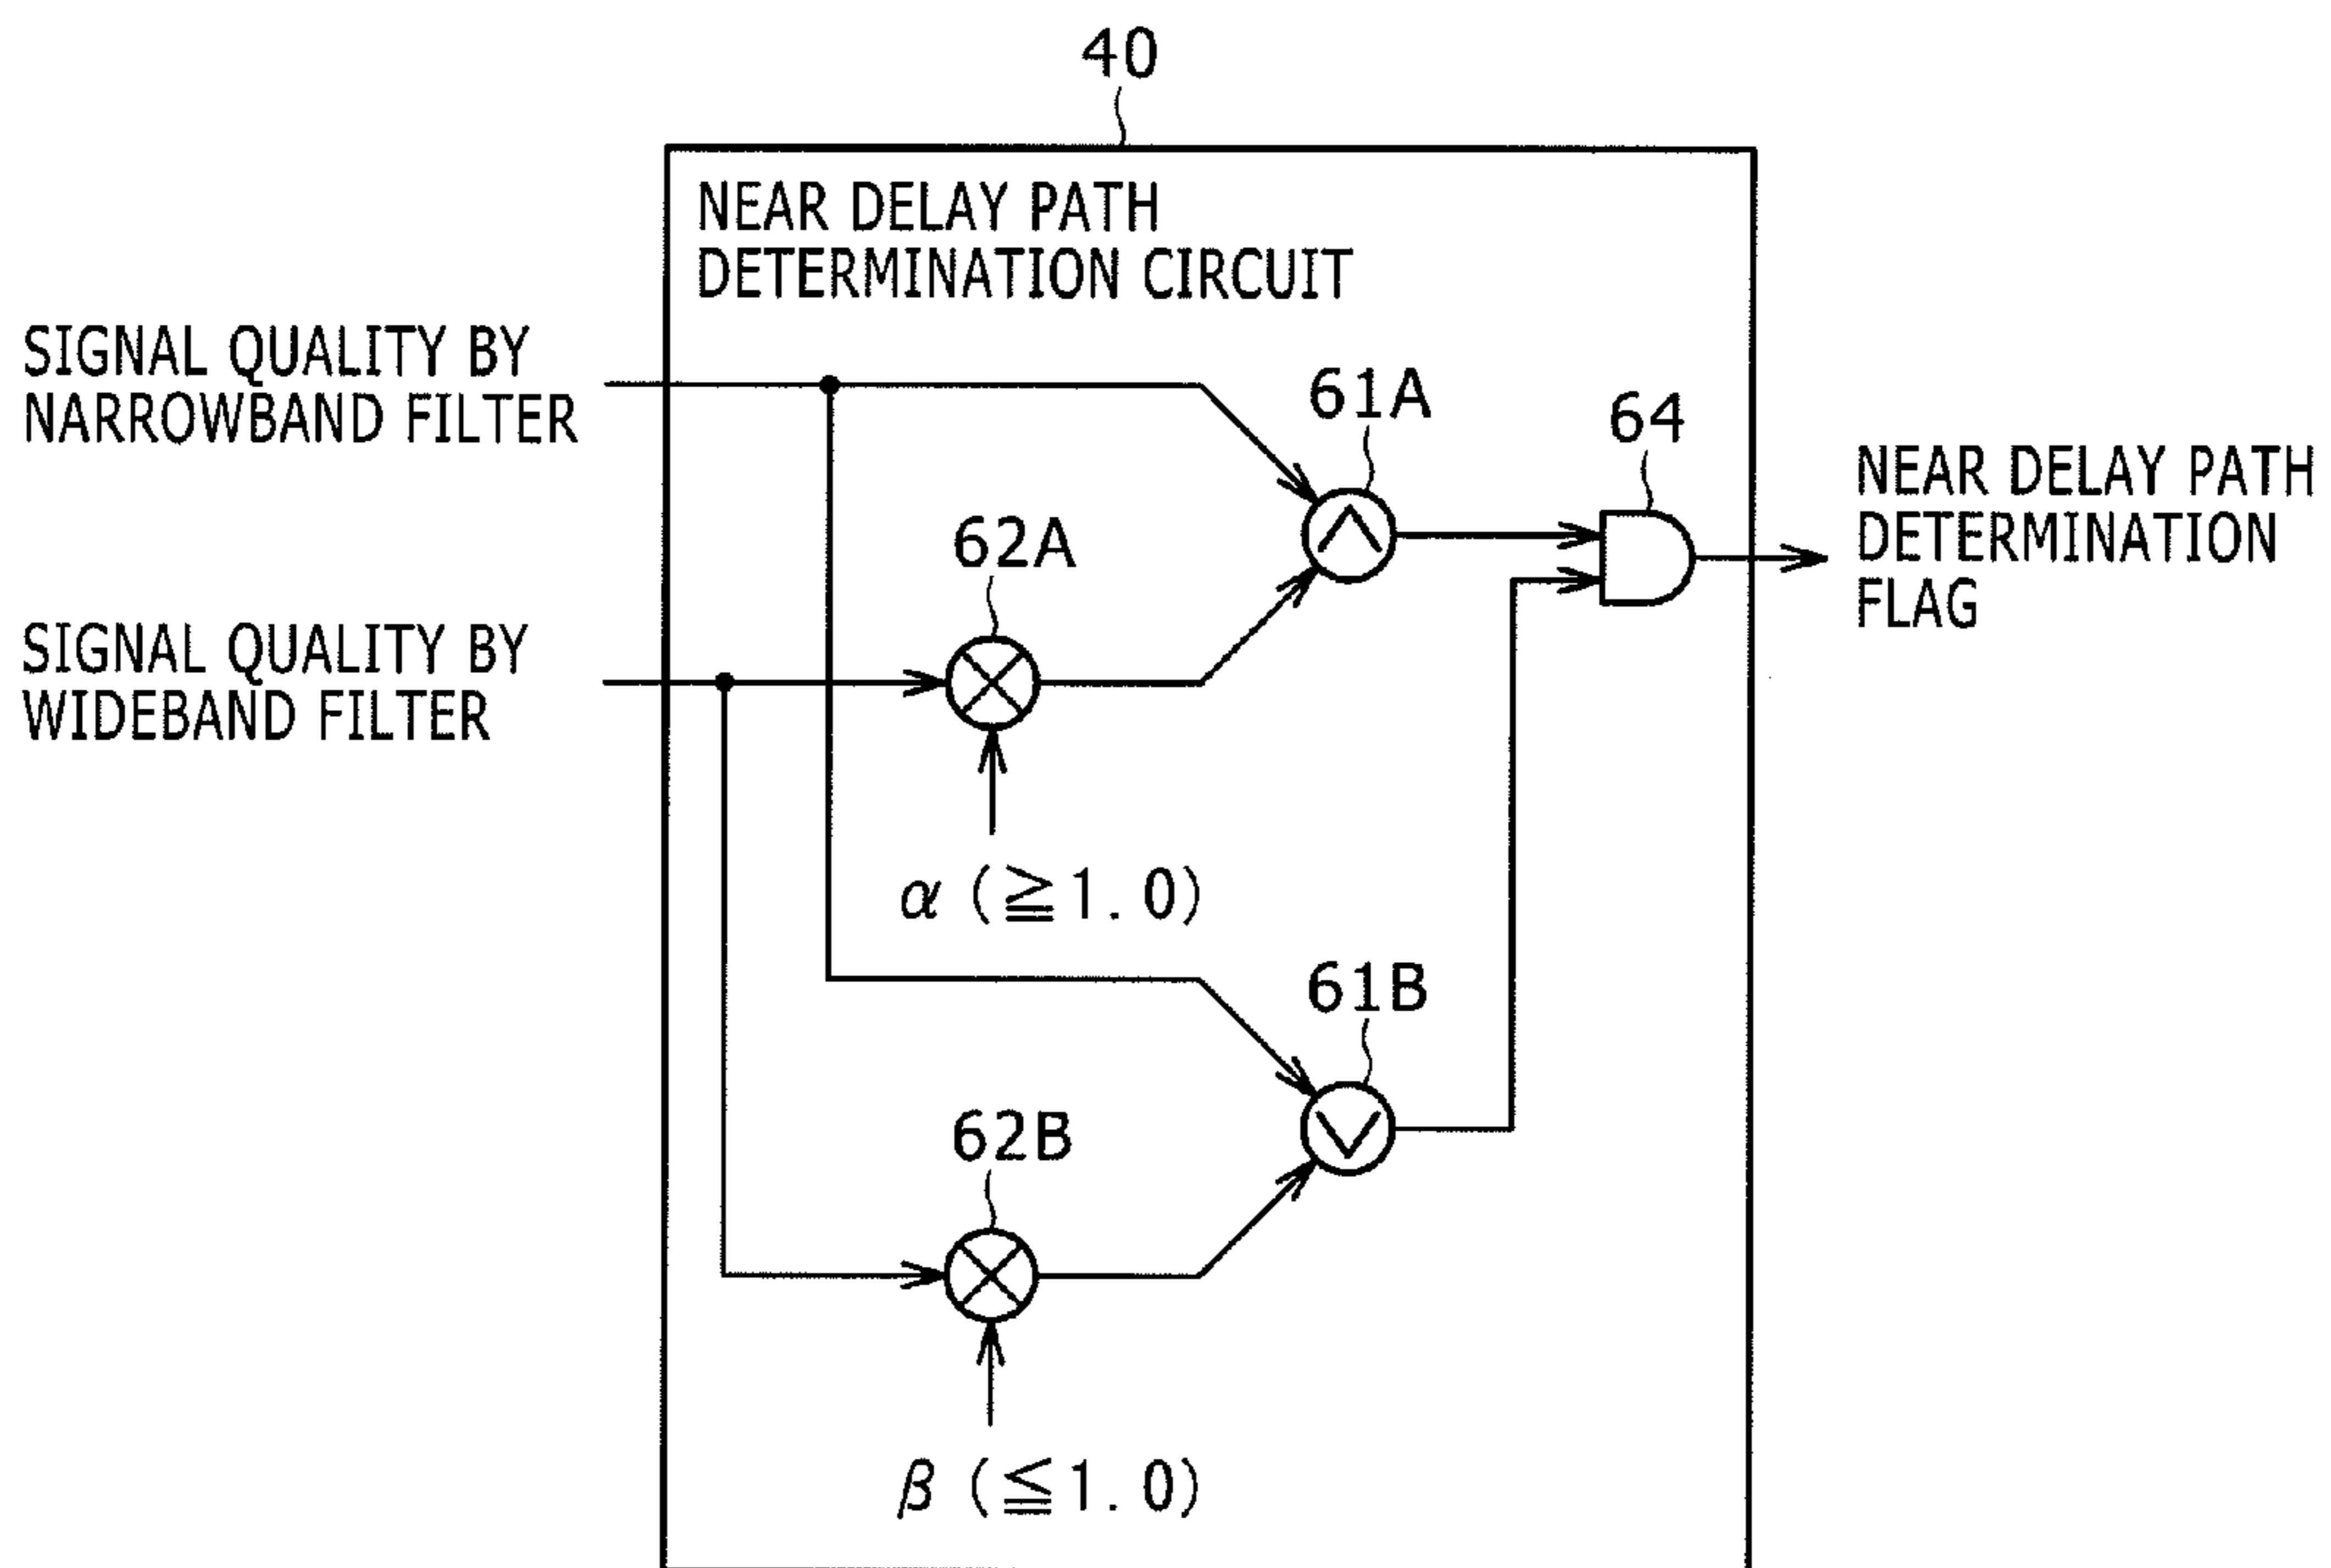 40
NEAR DELAY PATH
DETERMINATION CIRCUIT
SIGNAL QUALITY BY
NARROWBAND FILTER
61A
64
NEAR DELAY PATH
DETERMINATION
FLAG
62A
SIGNAL QUALITY BY
WIDEBAND FILTER
α (≧1.0)
61B
62B
β (≦1.0)